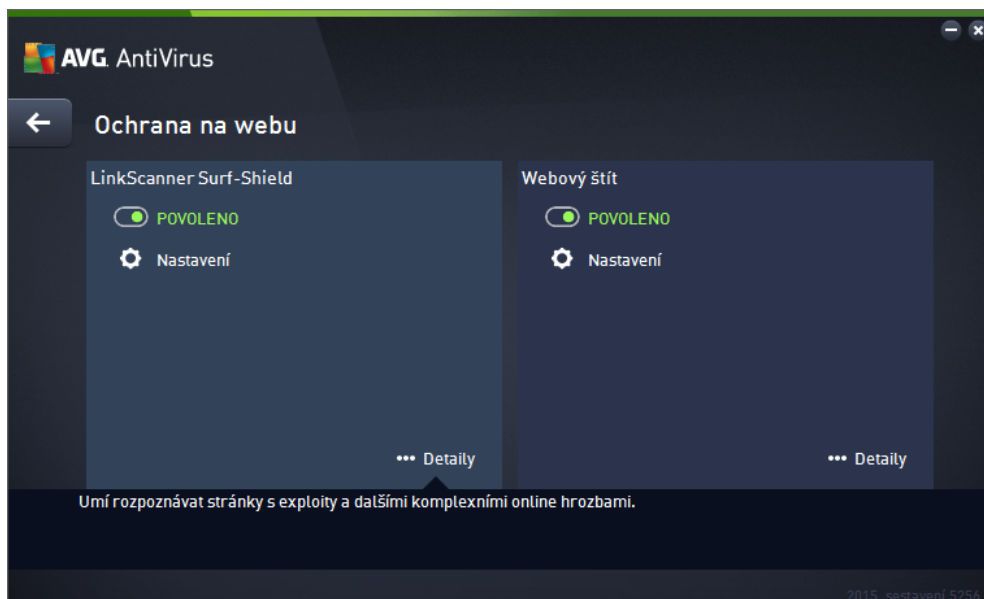 AVG. AntiVirus
Ochrana na webu
LinkScanner Surf-Shield
POVOLENO
Nastavení
Detaily
Webový štít
POVOLENO
Nastavení
Detaily
Umí rozpoznávat stránky s exploity a dalšími komplexními online hrozbami.
2015, sestavení 5256